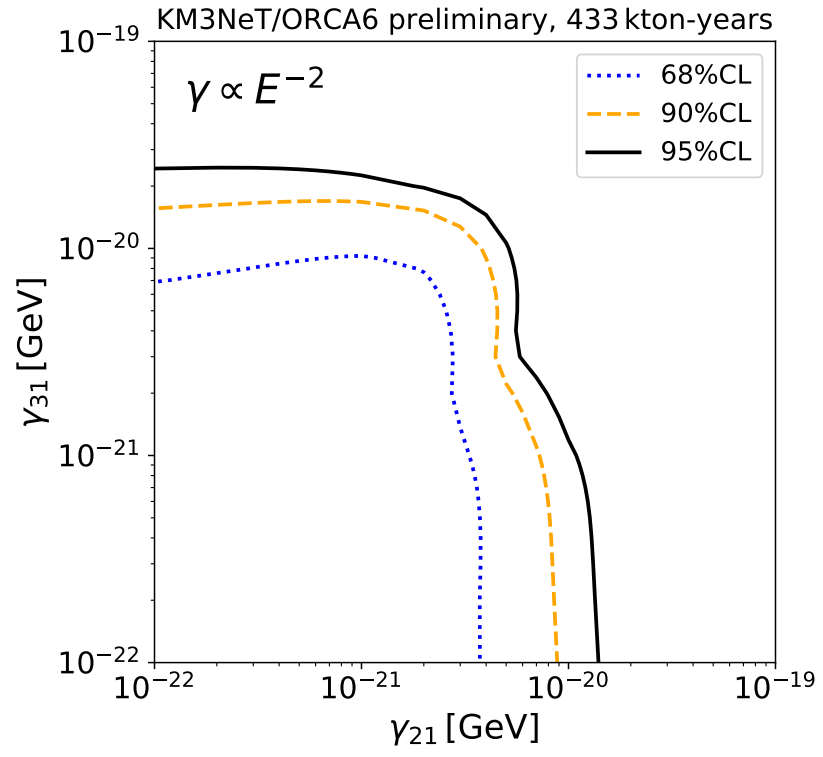 KM3NeT/ORCA6 preliminary, 433 kton-years
γ ∝ E⁻²
68%CL
90%CL
95%CL
10⁻¹⁹
10⁻²⁰
10⁻²¹
10⁻²²
γ₃₁ [GeV]
10⁻²² 10⁻²¹ 10⁻²⁰ 10⁻¹⁹
γ₂₁ [GeV]